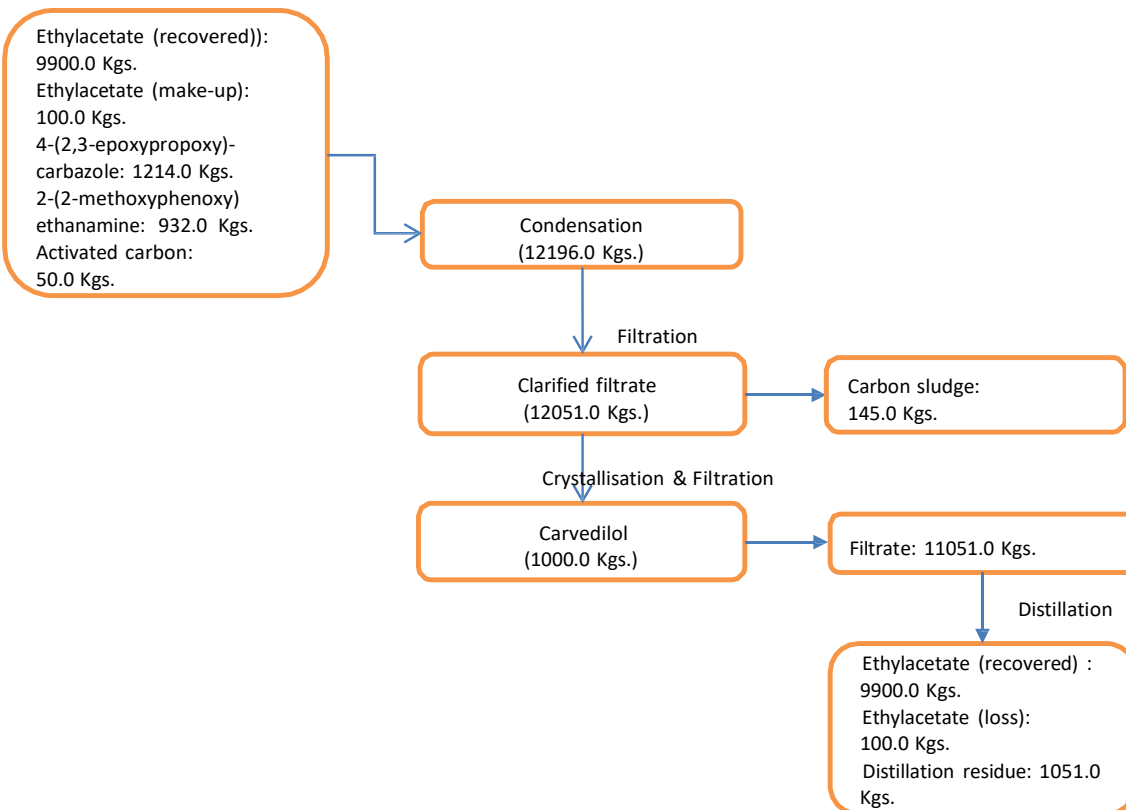 Ethylacetate (recovered)):
9900.0 Kgs.
Ethylacetate (make-up):
100.0 Kgs.
4-(2,3-epoxypropoxy)-
carbazole: 1214.0 Kgs.
2-(2-methoxyphenoxy)
ethanamine: 932.0 Kgs.
Activated carbon:
50.0 Kgs.
Condensation
(12196.0 Kgs.)
Filtration
Clarified filtrate
(12051.0 Kgs.)
Carbon sludge:
145.0 Kgs.
Crystallisation & Filtration
Carvedilol
(1000.0 Kgs.)
Filtrate: 11051.0 Kgs.
Distillation
Ethylacetate (recovered) :
9900.0 Kgs.
Ethylacetate (loss):
100.0 Kgs.
Distillation residue: 1051.0
Kgs.